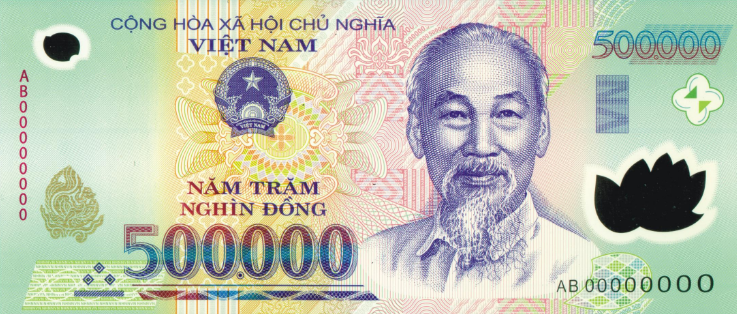 CỘNG HÒA XÃ HỘI CHỦ NGHĨA
VIỆT NAM
500.000
AB00000000
VIỆT NAM
VN
NĂM TRĂM
NGHÌN ĐỒNG
500.000
AB 00000000